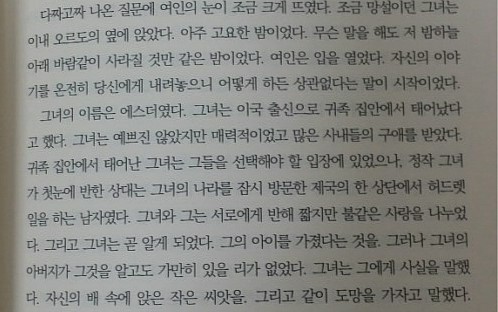 다짜고짜 나온 질문에 여인의 눈이 조금 크게 뜨였다. 조금 망설이던 그녀는
이내 오르도의 옆에 앉았다. 아주 고요한 밤이었다. 무슨 말을 해도 저 밤하늘
아래 바람같이 사라질 것만 같은 밤이었다. 여인은 입을 열었다. 자신의 이야
기를 온전히 당신에게 내려놓으니 어떻게 하든 상관없다는 말이 시작이었다.
그녀의 이름은 에스더였다. 그녀는 이국 출신으로 귀족 집안에서 태어났다
고 했다. 그녀는 예쁘진 않았지만 매력적이었고 많은 사내들의 구애를 받았다.
귀족 집안에서 태어난 그녀는 그들을 선택해야 할 입장에 있었으나, 정작 그녀
가 첫눈에 반한 상대는 그녀의 나라를 잠시 방문한 제국의 한 상단에서 허드렛
일을 하는 남자였다. 그녀와 그는 서로에게 반해 짧지만 불같은 사랑을 나누었
다. 그리고 그녀는 곧 알게 되었다. 그의 아이를 가졌다는 것을. 그러나 그녀의
아버지가 그것을 알고도 가만히 있을 리가 없었다. 그녀는 그에게 사실을 말했
다. 자신의 배 속에 앉은 작은 씨앗을. 그리고 같이 도망을 가자고 말했다.